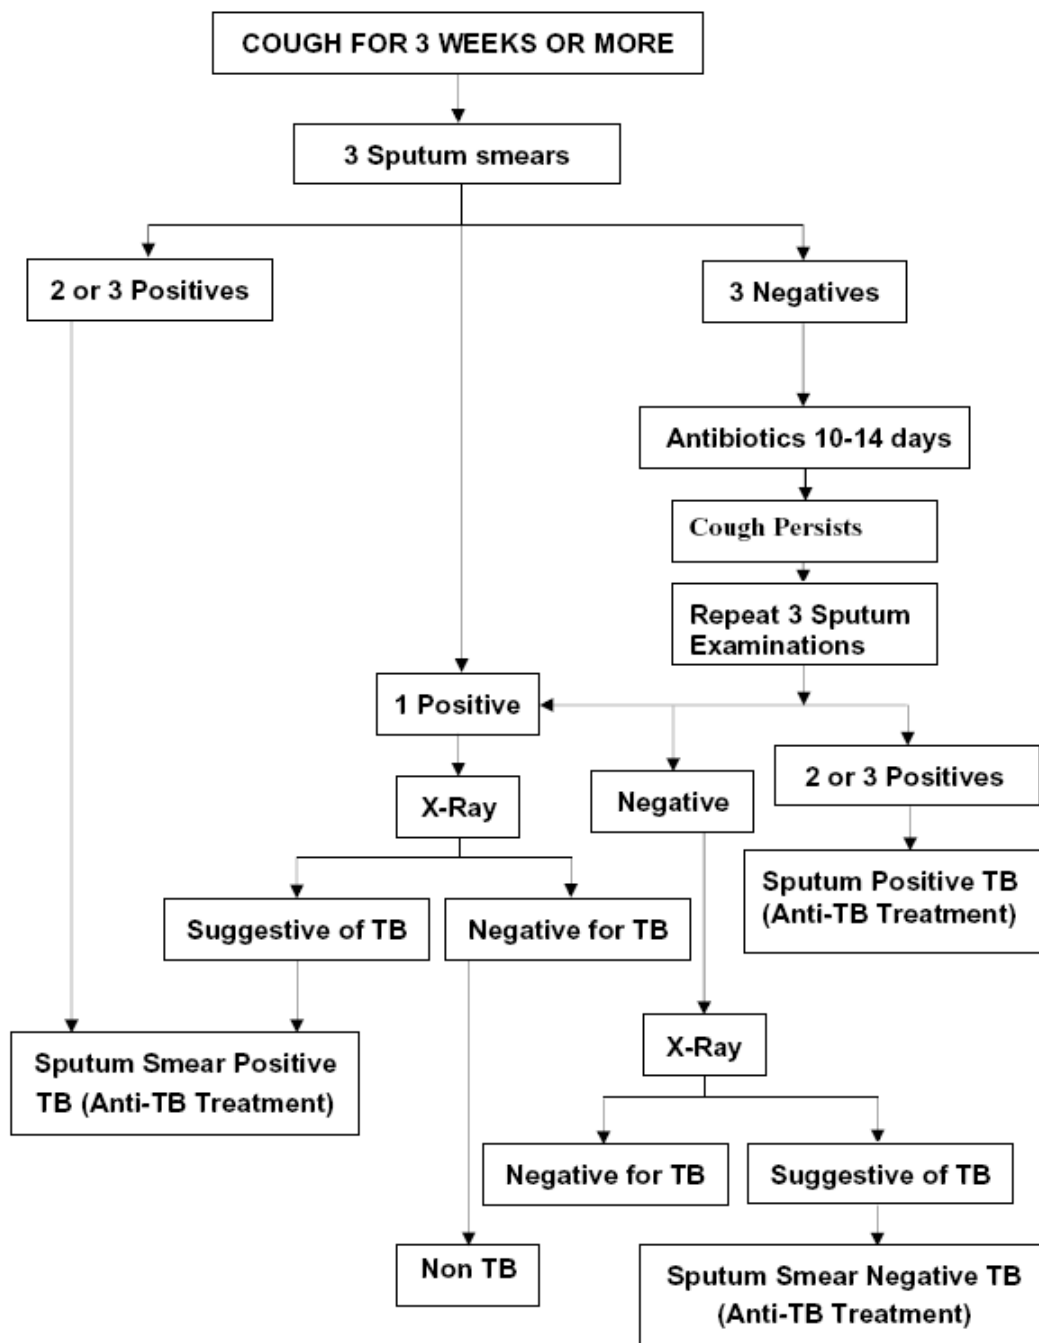 COUGH FOR 3 WEEKS OR MORE
3 Sputum smears
2 or 3 Positives
3 Negatives
Antibiotics 10-14 days
Cough Persists
Repeat 3 Sputum
Examinations
1 Positive
X-Ray
Negative
2 or 3 Positives
Sputum Positive TB
(Anti-TB Treatment)
Suggestive of TB
Negative for TB
Sputum Smear Positive
TB (Anti-TB Treatment)
X-Ray
Negative for TB
Suggestive of TB
Non TB
Sputum Smear Negative TB
(Anti-TB Treatment)